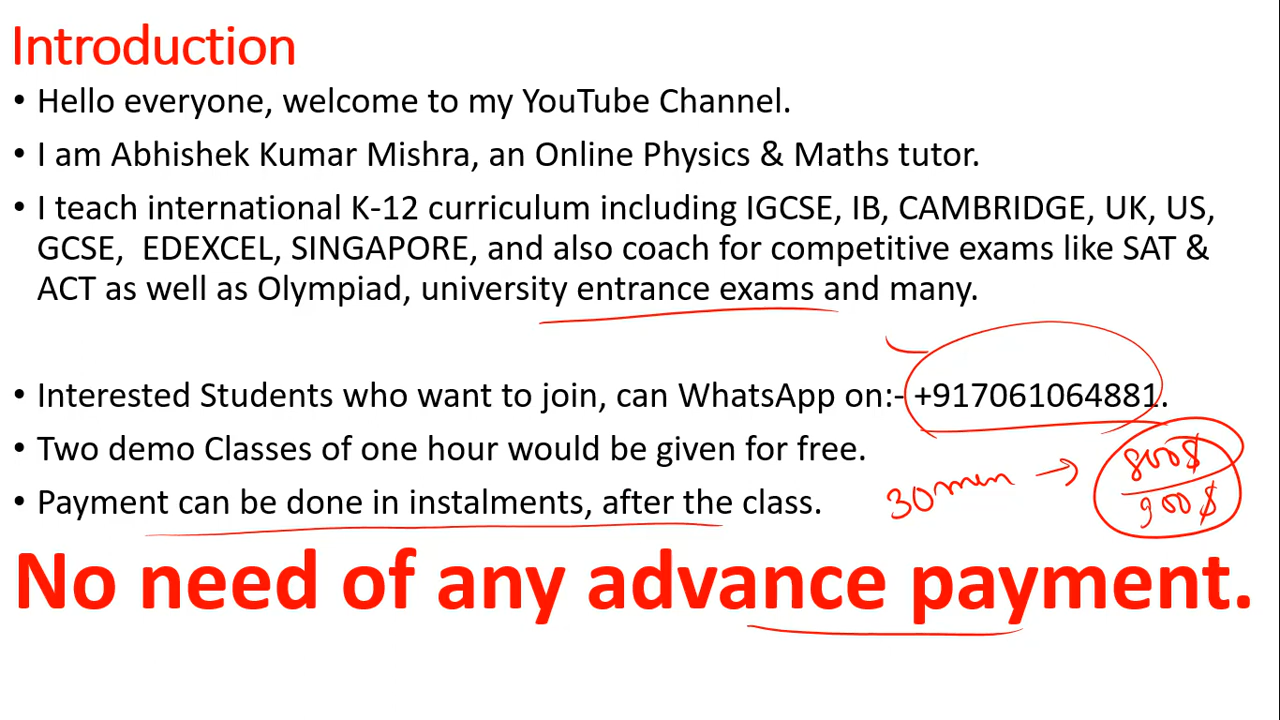 Introduction
• Hello everyone, welcome to my YouTube Channel.
• I am Abhishek Kumar Mishra, an Online Physics & Maths tutor.
• I teach international K-12 curriculum including IGCSE, IB, CAMBRIDGE, UK, US,
GCSE, EDEXCEL, SINGAPORE, and also coach for competitive exams like SAT &
ACT as well as Olympiad, university entrance exams and many.
• Interested Students who want to join, can WhatsApp on:- +917061064881.
• Two demo Classes of one hour would be given for free.
• Payment can be done in instalments, after the class.
30 men → 800$
900$
No need of any advance payment.